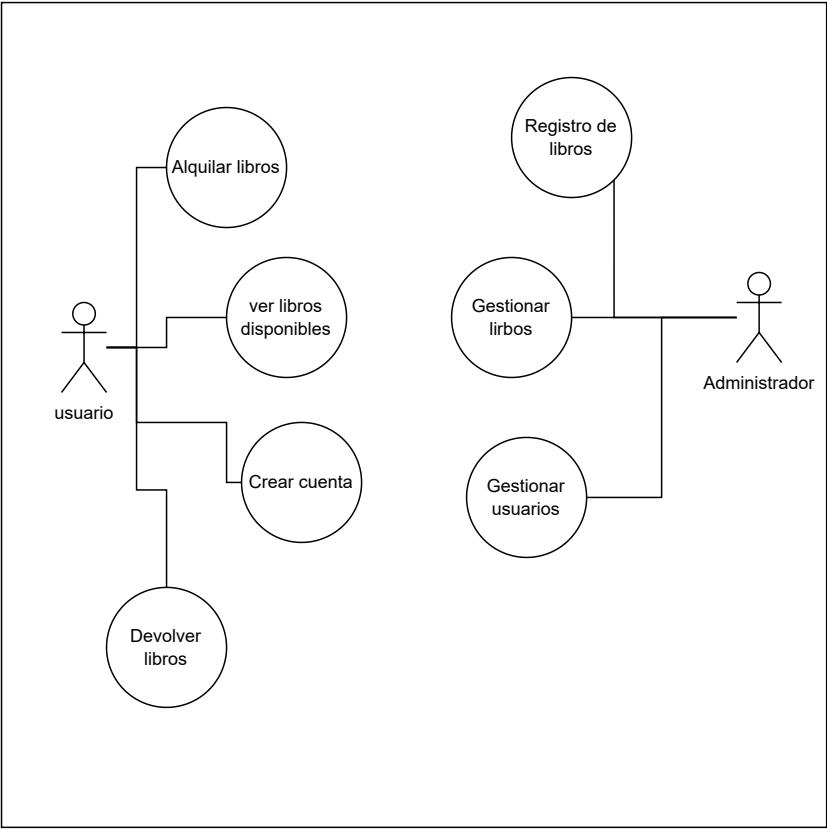 Alquilar libros
ver libros
disponibles
usuario
Crear cuenta
Devolver
libros
Registro de
libros
Gestionar
lirbos
Administrador
Gestionar
usuarios